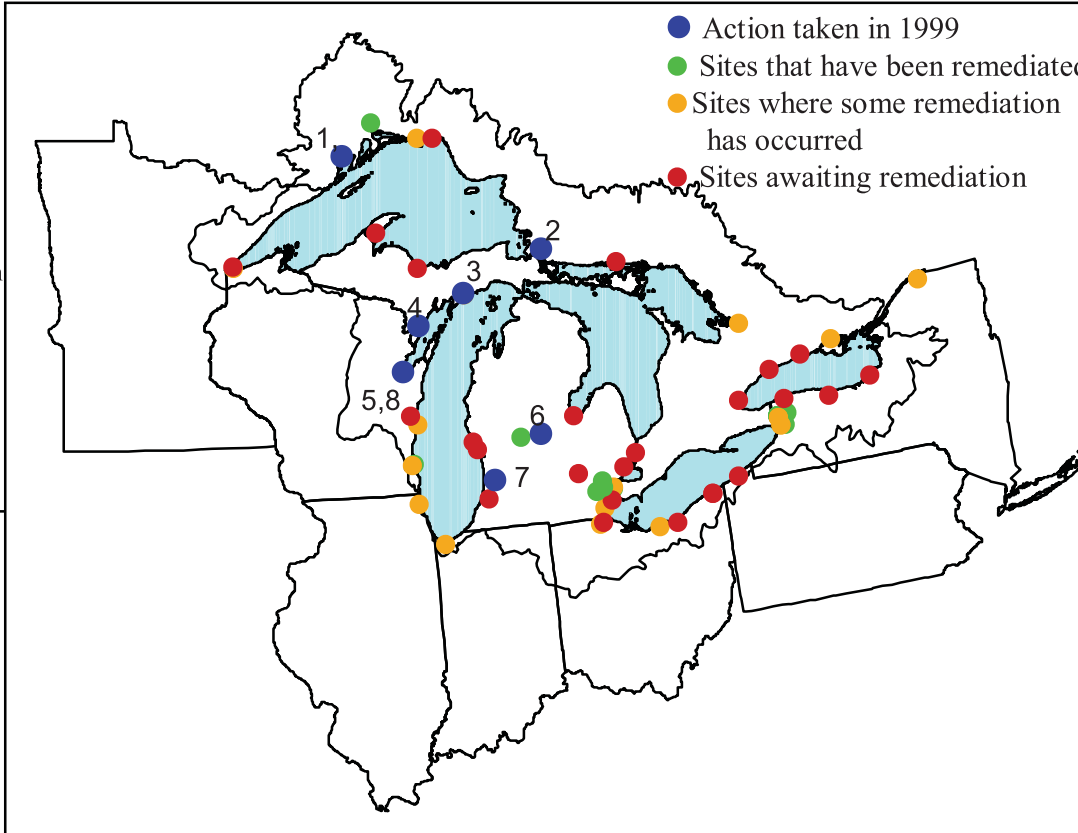 Action taken in 1999
Sites that have been remediated
Sites where some remediation
has occurred
Sites awaiting remediation
1,
2
3
4
5,8
6
7